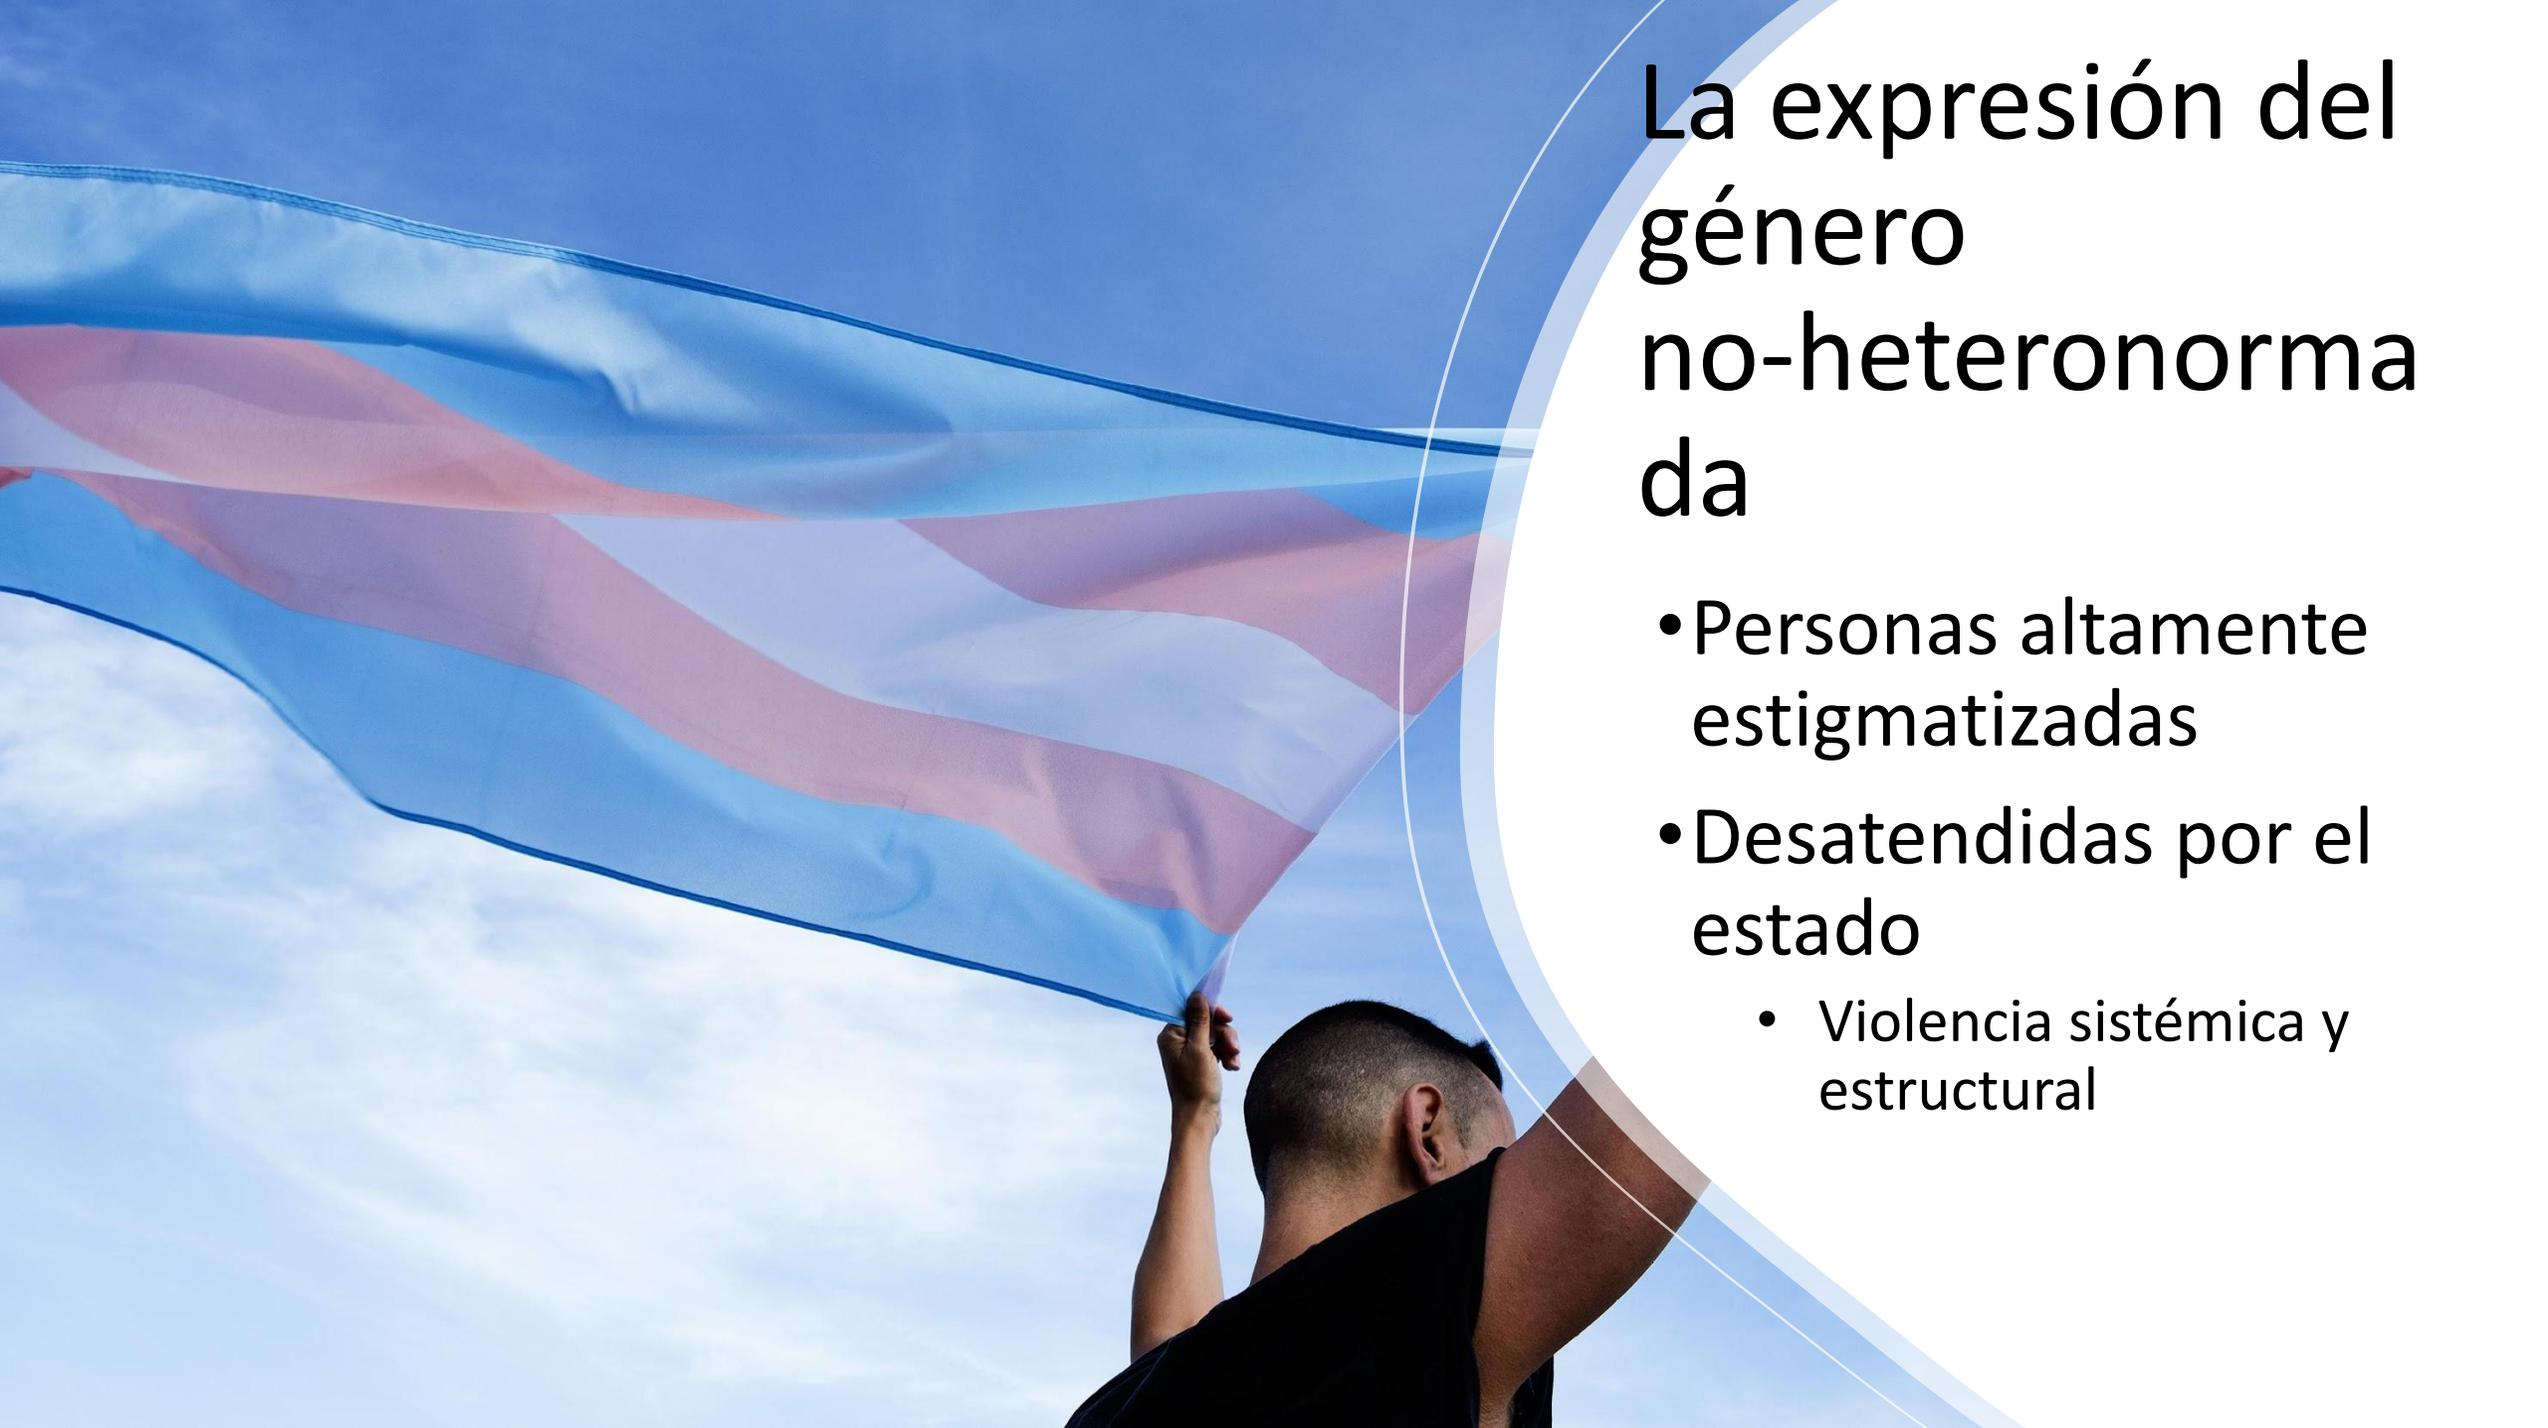 La expresión del
género
no-heteronorma
da
•Personas altamente
estigmatizadas
•Desatendidas por el
estado
• Violencia sistémica y
estructural